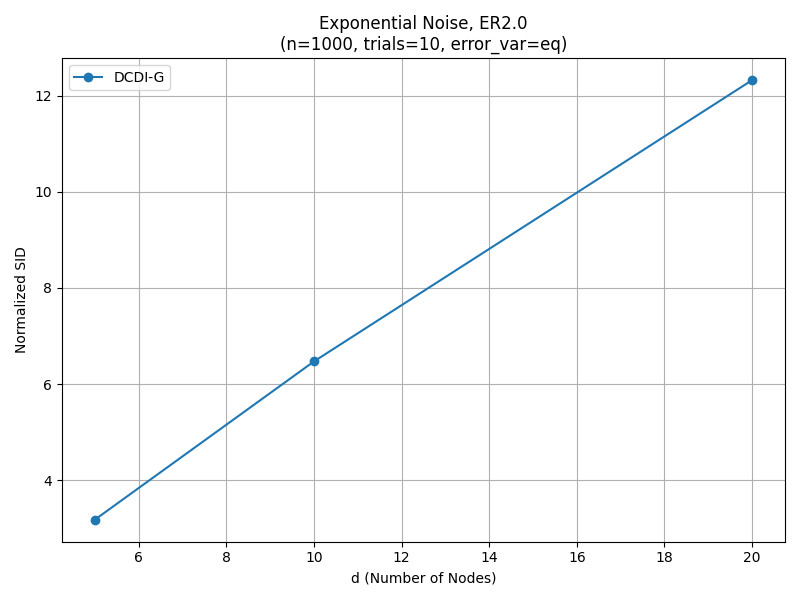 Exponential Noise, ER2.0
(n=1000, trials=10, error_var=eq)
DCDI-G
12
10
8
6
4
Normalized SID
6 8 10 12 14 16 18 20
d (Number of Nodes)